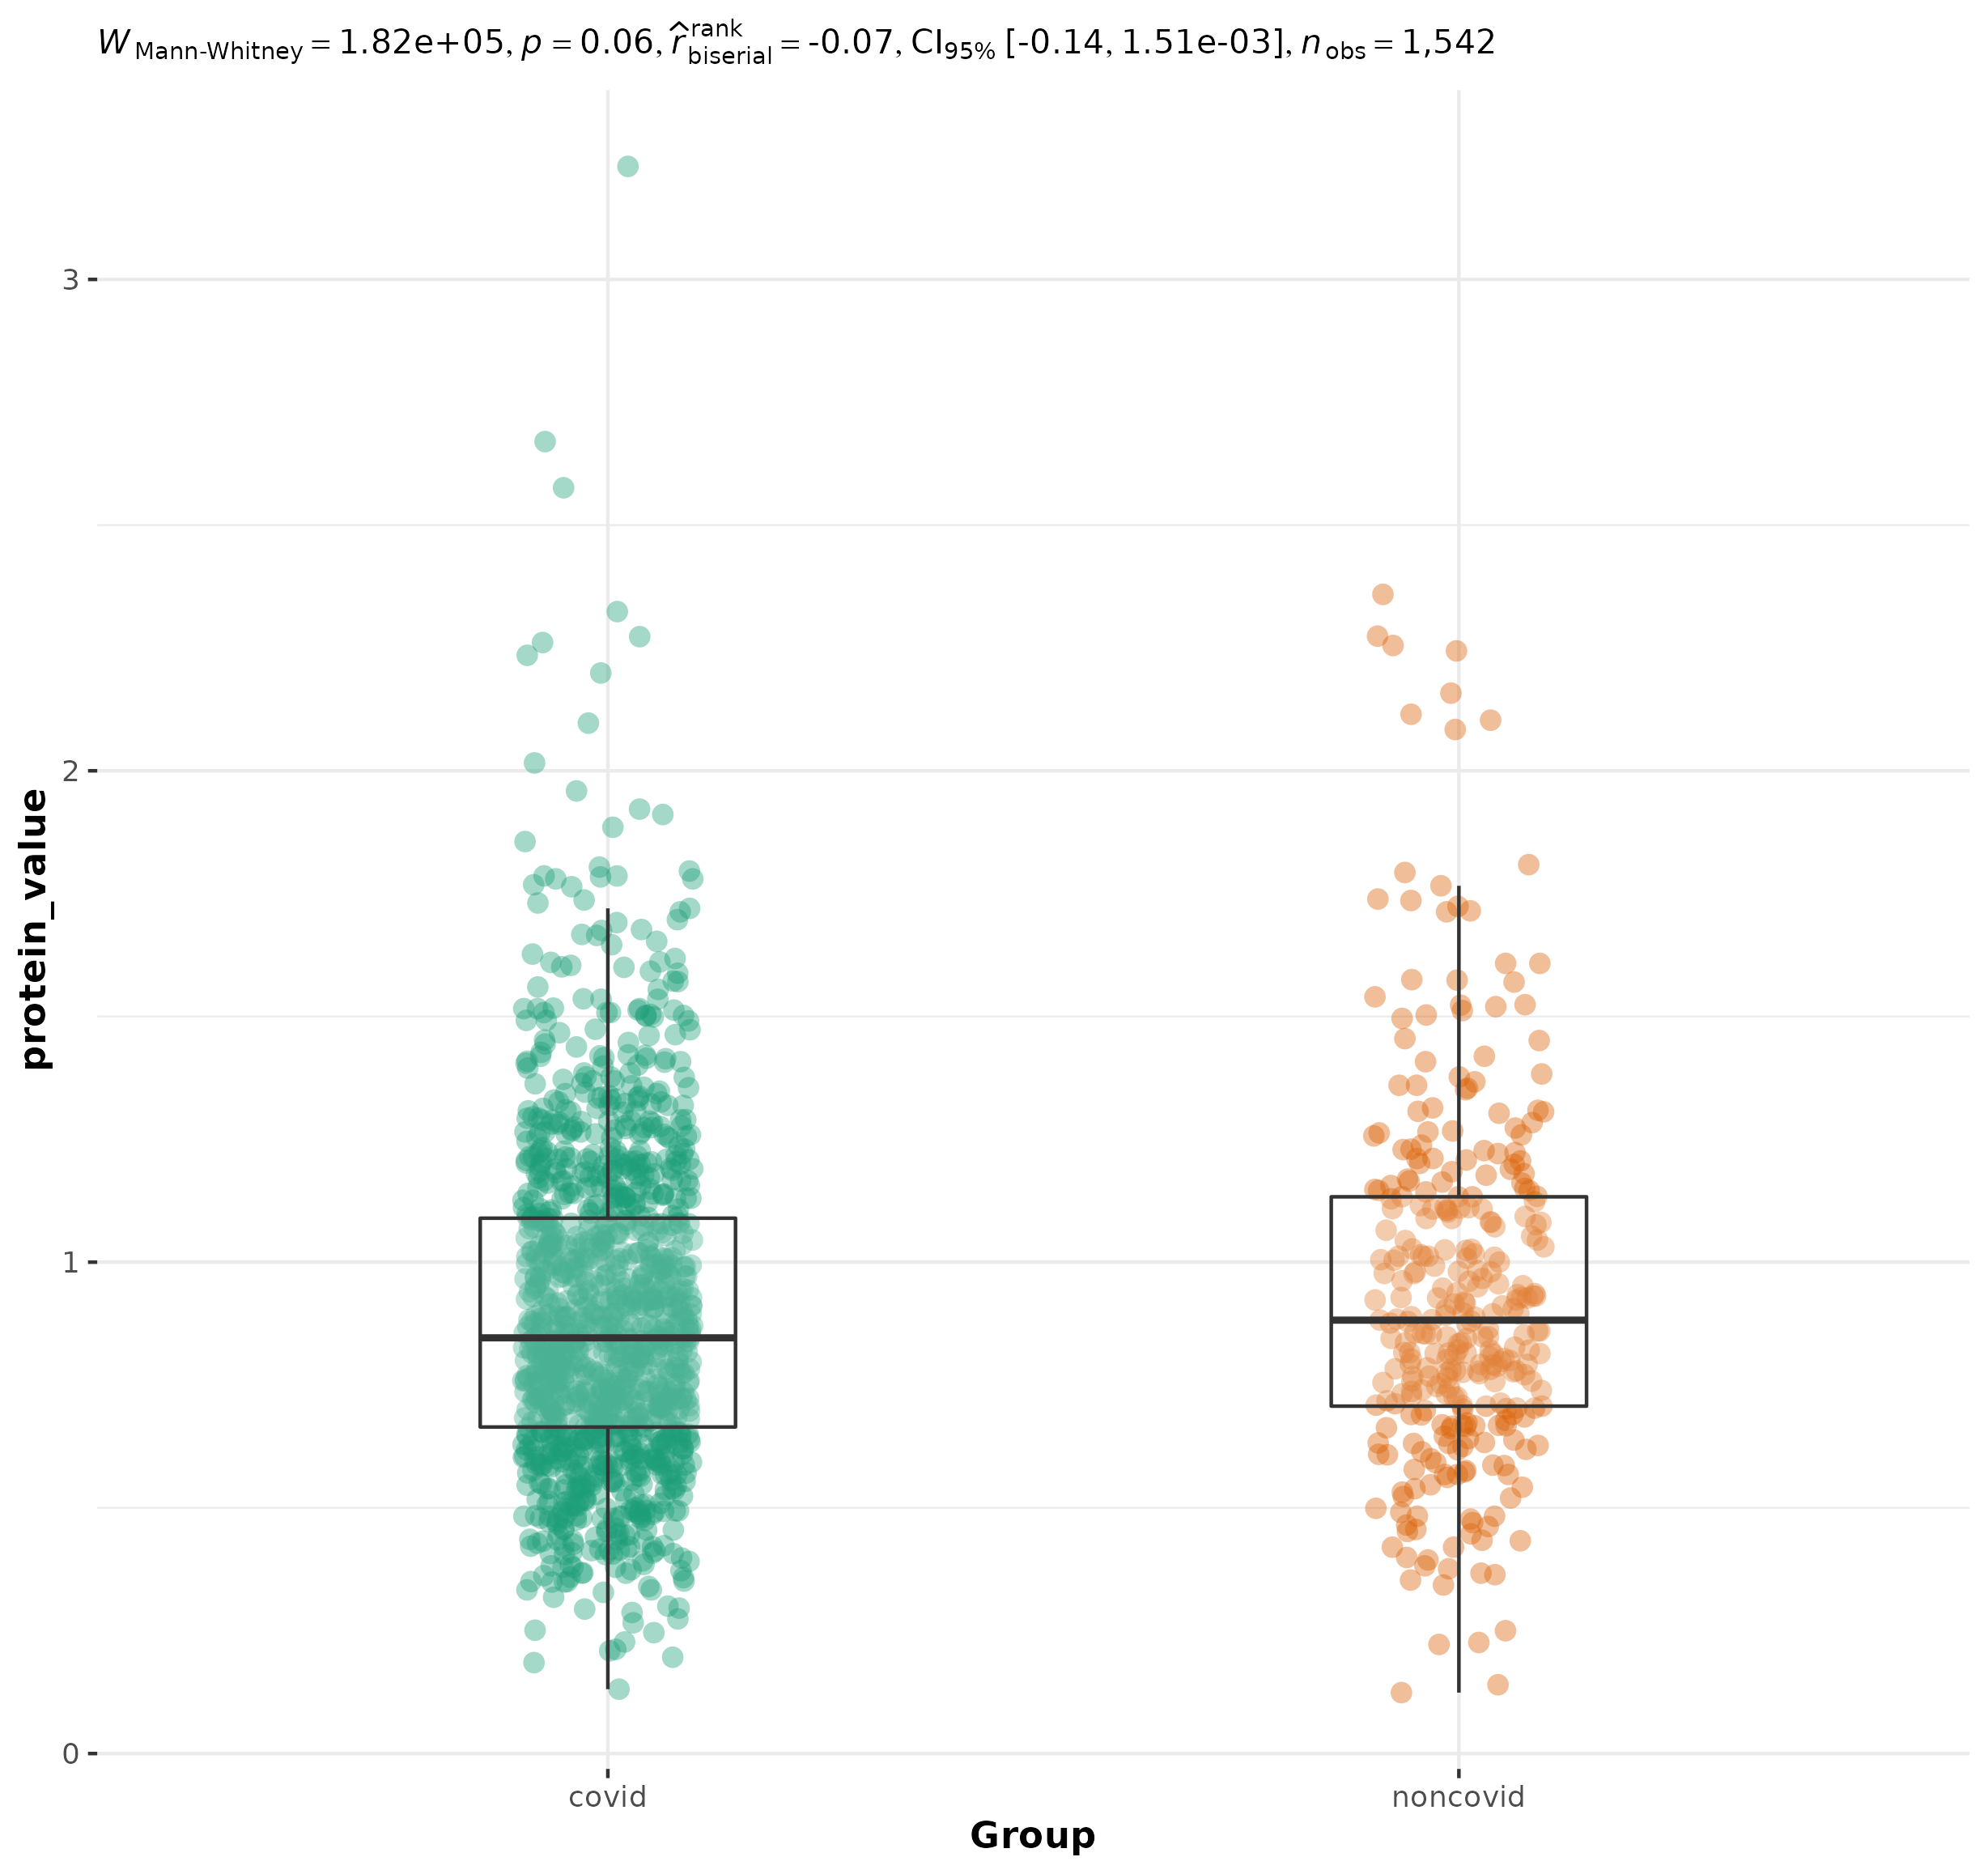 W Mann-Whitney = 1.82e+05, p = 0.06, r̂ rank biserial = -0.07, CI95% [-0.14, 1.51e-03], n obs = 1,542
3
2
1
0
protein_value
covid
noncovid
Group